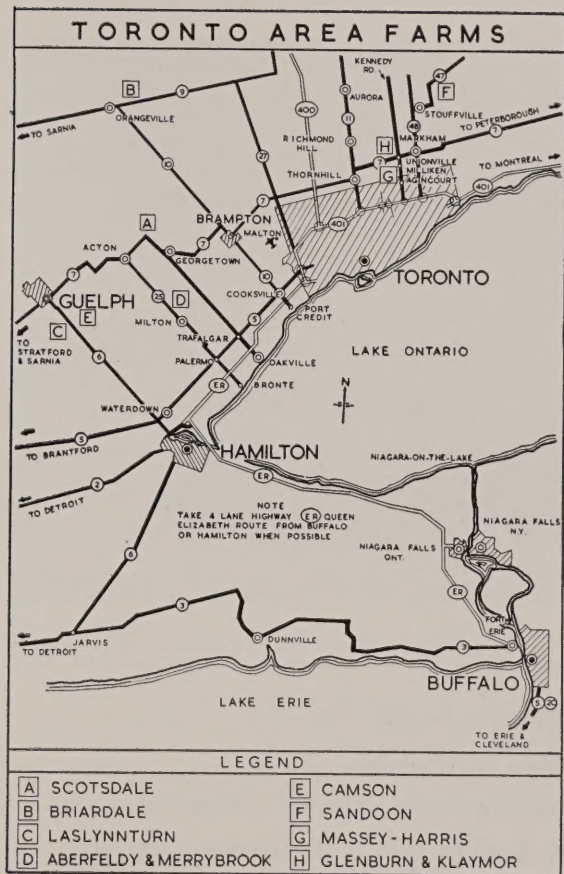 TORONTO AREA FARMS
KENNEDY RD.
47
F
B
9
400
AURORA
STOUFFVILLE
TO PETERBOROUGH
ORANGEVILLE
11
48
7
TO SARNIA
RICHMOND HILL
MARKHAM
H
10
27
7
UNIONVILLE
MILLIKEN
AGINCOURT
TO MONTREAL
THORNHILL
G
401
7
A
BRAMPTON
MALTON
401
ACTON
7
GEORGETOWN
10
TORONTO
7
25
D
COOKSVILLE
GUELPH
E
MILTON
5
PORT CREDIT
C
TRAFALGAR
TO STRATFORD & SARNIA
6
PALERMO
OAKVILLE
LAKE ONTARIO
ER
BRONTE
N
WATERDOWN
5
HAMILTON
TO BRANTFORD
ER
NIAGARA-ON-THE-LAKE
2
TO DETROIT
NOTE
TAKE 4 LANE HIGHWAY ER QUEEN
ELIZABETH ROUTE FROM BUFFALO
OR HAMILTON WHEN POSSIBLE
NIAGARA FALLS
N.Y.
NIAGARA FALLS
ONT.
6
ER
3
FORT ERIE
JARVIS
DUNNVILLE
3
TO DETROIT
BUFFALO
LAKE ERIE
5
20
TO ERIE &
CLEVELAND
LEGEND
A SCOTSDALE
B BRIARDALE
C LASLYNNTURN
D ABERFELDY & MERRYBROOK
E CAMSON
F SANDOON
G MASSEY-HARRIS
H GLENBURN & KLAYMOR